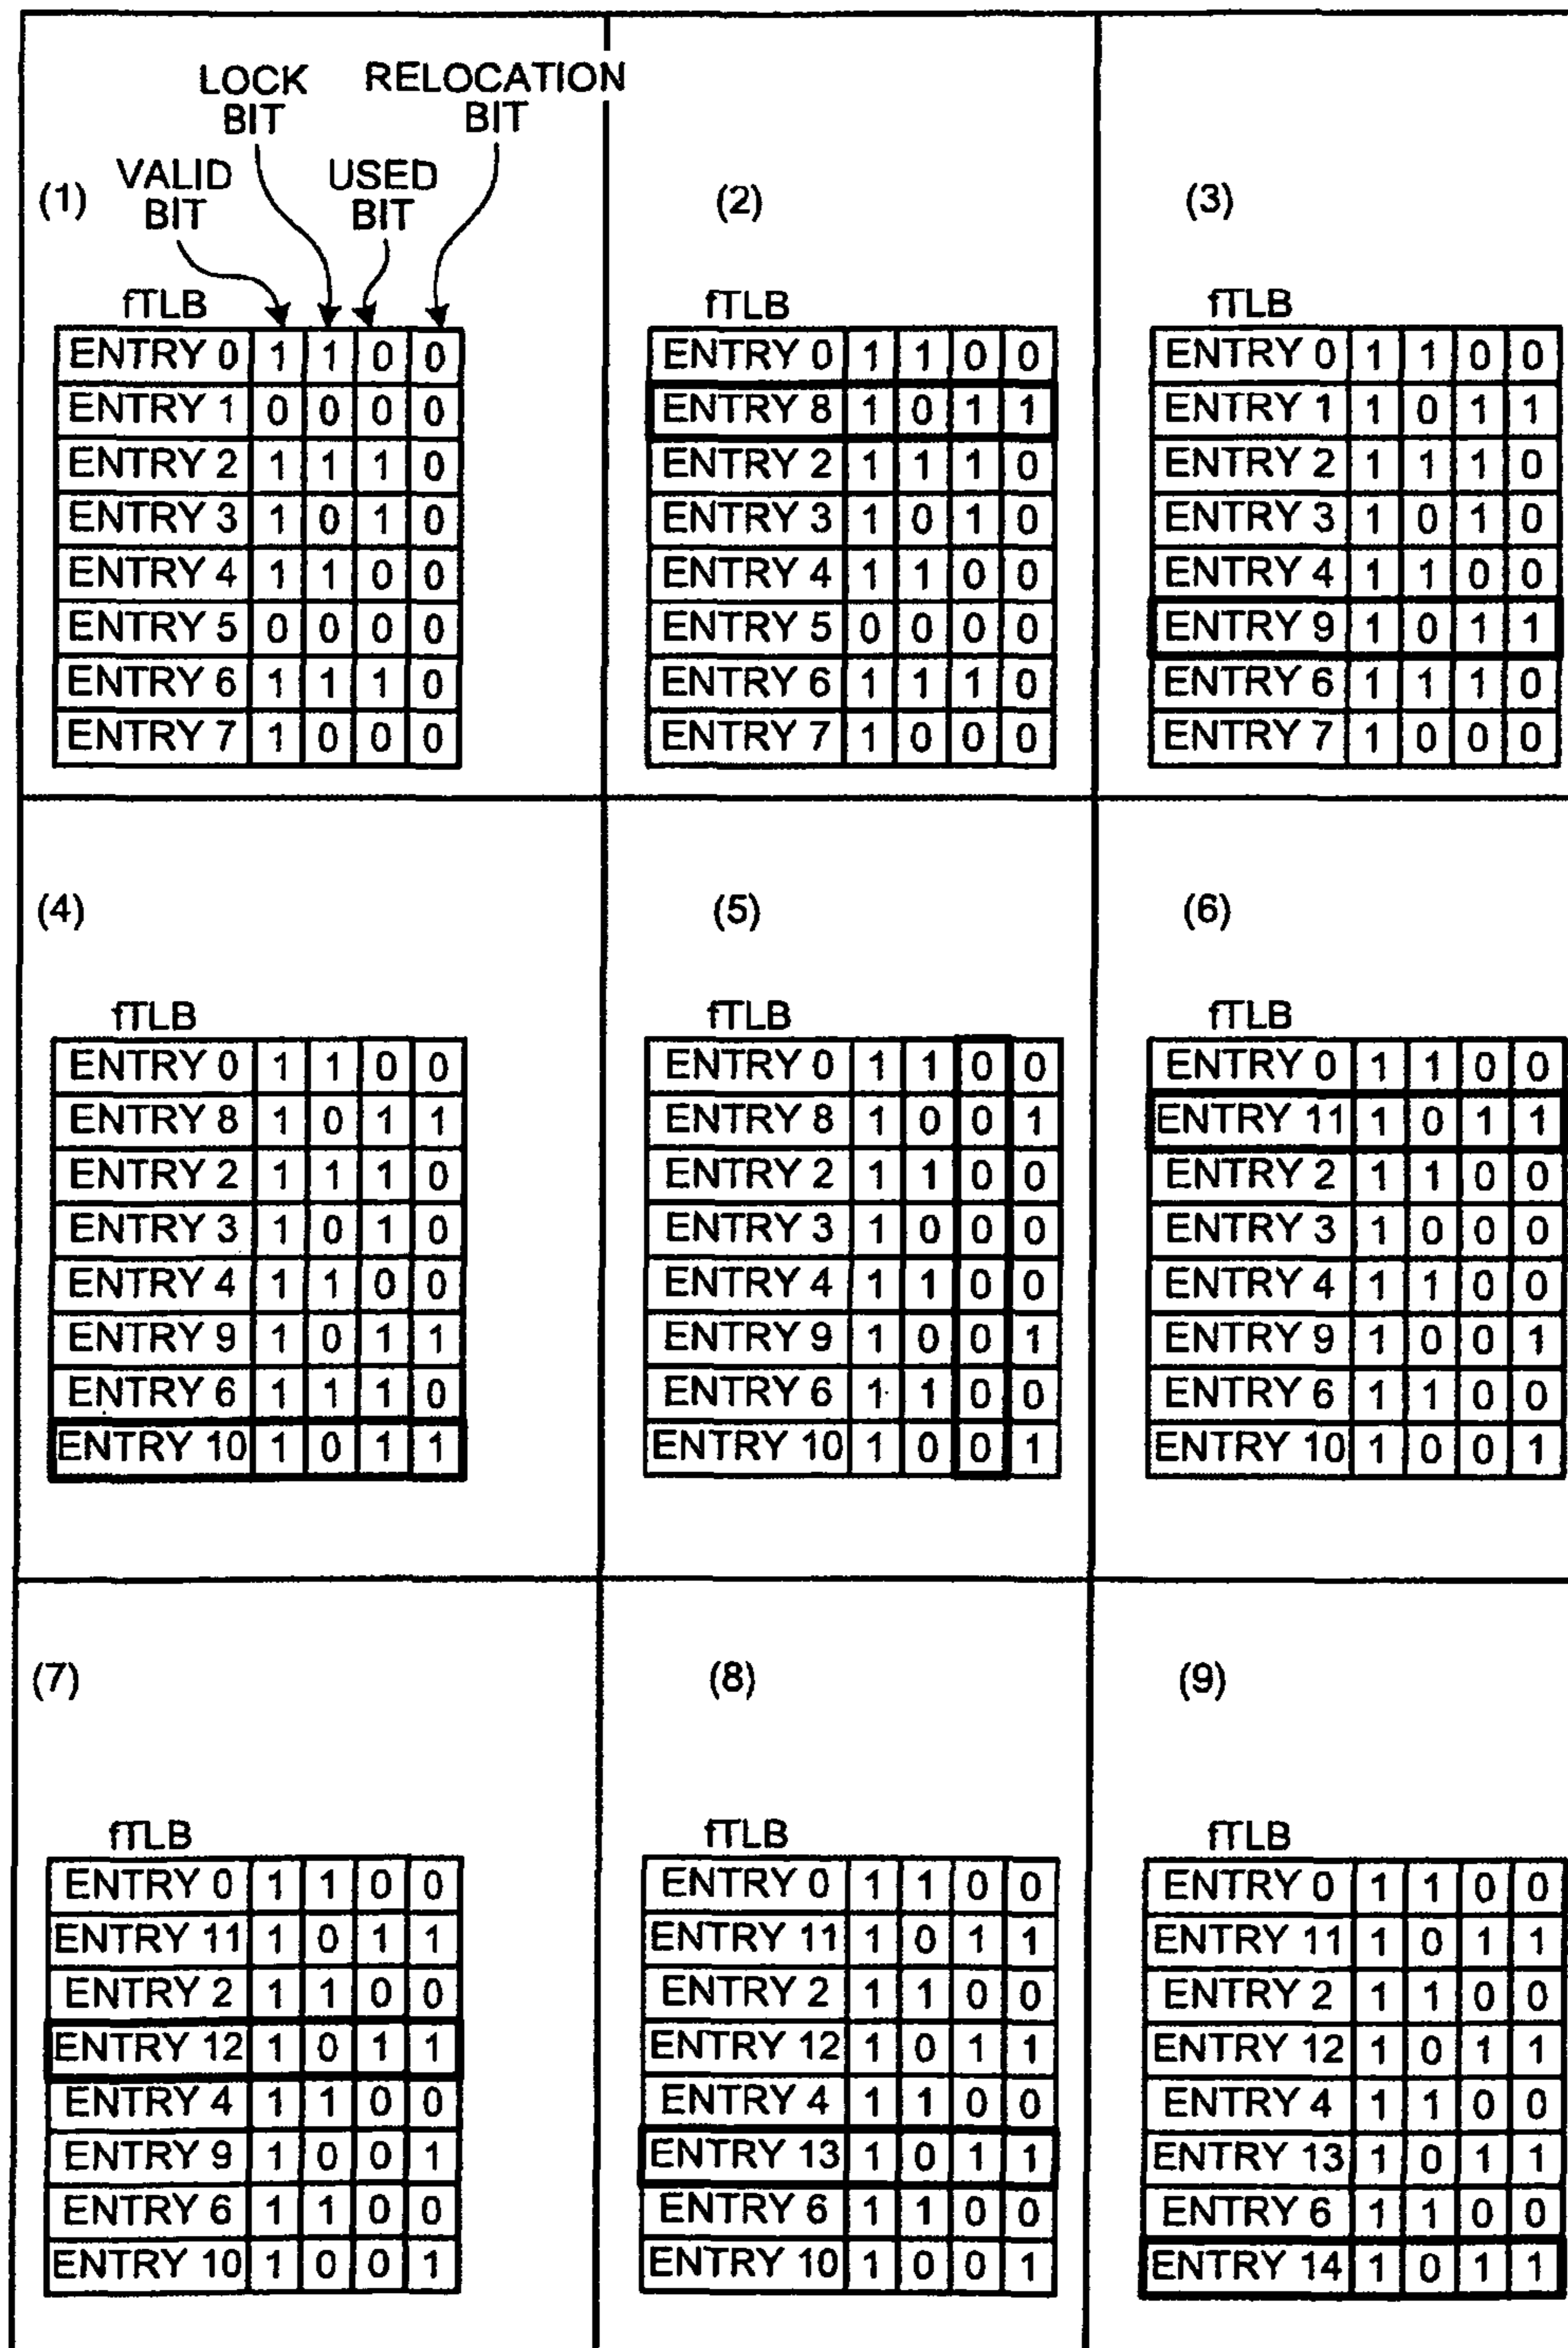 LOCK BIT
RELOCATION BIT
VALID BIT
USED BIT
(1)
fTLB
ENTRY 0 1 1 0 0
ENTRY 1 0 0 0 0
ENTRY 2 1 1 1 0
ENTRY 3 1 0 1 0
ENTRY 4 1 1 0 0
ENTRY 5 0 0 0 0
ENTRY 6 1 1 1 0
ENTRY 7 1 0 0 0
(2)
fTLB
ENTRY 0 1 1 0 0
ENTRY 8 1 0 1 1
ENTRY 2 1 1 1 0
ENTRY 3 1 0 1 0
ENTRY 4 1 1 0 0
ENTRY 5 0 0 0 0
ENTRY 6 1 1 1 0
ENTRY 7 1 0 0 0
(3)
fTLB
ENTRY 0 1 1 0 0
ENTRY 1 1 0 1 1
ENTRY 2 1 1 1 0
ENTRY 3 1 0 1 0
ENTRY 4 1 1 0 0
ENTRY 9 1 0 1 1
ENTRY 6 1 1 1 0
ENTRY 7 1 0 0 0
(4)
fTLB
ENTRY 0 1 1 0 0
ENTRY 8 1 0 1 1
ENTRY 2 1 1 1 0
ENTRY 3 1 0 1 0
ENTRY 4 1 1 0 0
ENTRY 9 1 0 1 1
ENTRY 6 1 1 1 0
ENTRY 10 1 0 1 1
(5)
fTLB
ENTRY 0 1 1 0 0
ENTRY 8 1 0 0 1
ENTRY 2 1 1 0 0
ENTRY 3 1 0 0 0
ENTRY 4 1 1 0 0
ENTRY 9 1 0 0 1
ENTRY 6 1 1 0 0
ENTRY 10 1 0 0 1
(6)
fTLB
ENTRY 0 1 1 0 0
ENTRY 11 1 0 1 1
ENTRY 2 1 1 0 0
ENTRY 3 1 0 0 0
ENTRY 4 1 1 0 0
ENTRY 9 1 0 0 1
ENTRY 6 1 1 0 0
ENTRY 10 1 0 0 1
(7)
fTLB
ENTRY 0 1 1 0 0
ENTRY 11 1 0 1 1
ENTRY 2 1 1 0 0
ENTRY 12 1 0 1 1
ENTRY 4 1 1 0 0
ENTRY 9 1 0 0 1
ENTRY 6 1 1 0 0
ENTRY 10 1 0 0 1
(8)
fTLB
ENTRY 0 1 1 0 0
ENTRY 11 1 0 1 1
ENTRY 2 1 1 0 0
ENTRY 12 1 0 1 1
ENTRY 4 1 1 0 0
ENTRY 13 1 0 1 1
ENTRY 6 1 1 0 0
ENTRY 10 1 0 0 1
(9)
fTLB
ENTRY 0 1 1 0 0
ENTRY 11 1 0 1 1
ENTRY 2 1 1 0 0
ENTRY 12 1 0 1 1
ENTRY 4 1 1 0 0
ENTRY 13 1 0 1 1
ENTRY 6 1 1 0 0
ENTRY 14 1 0 1 1